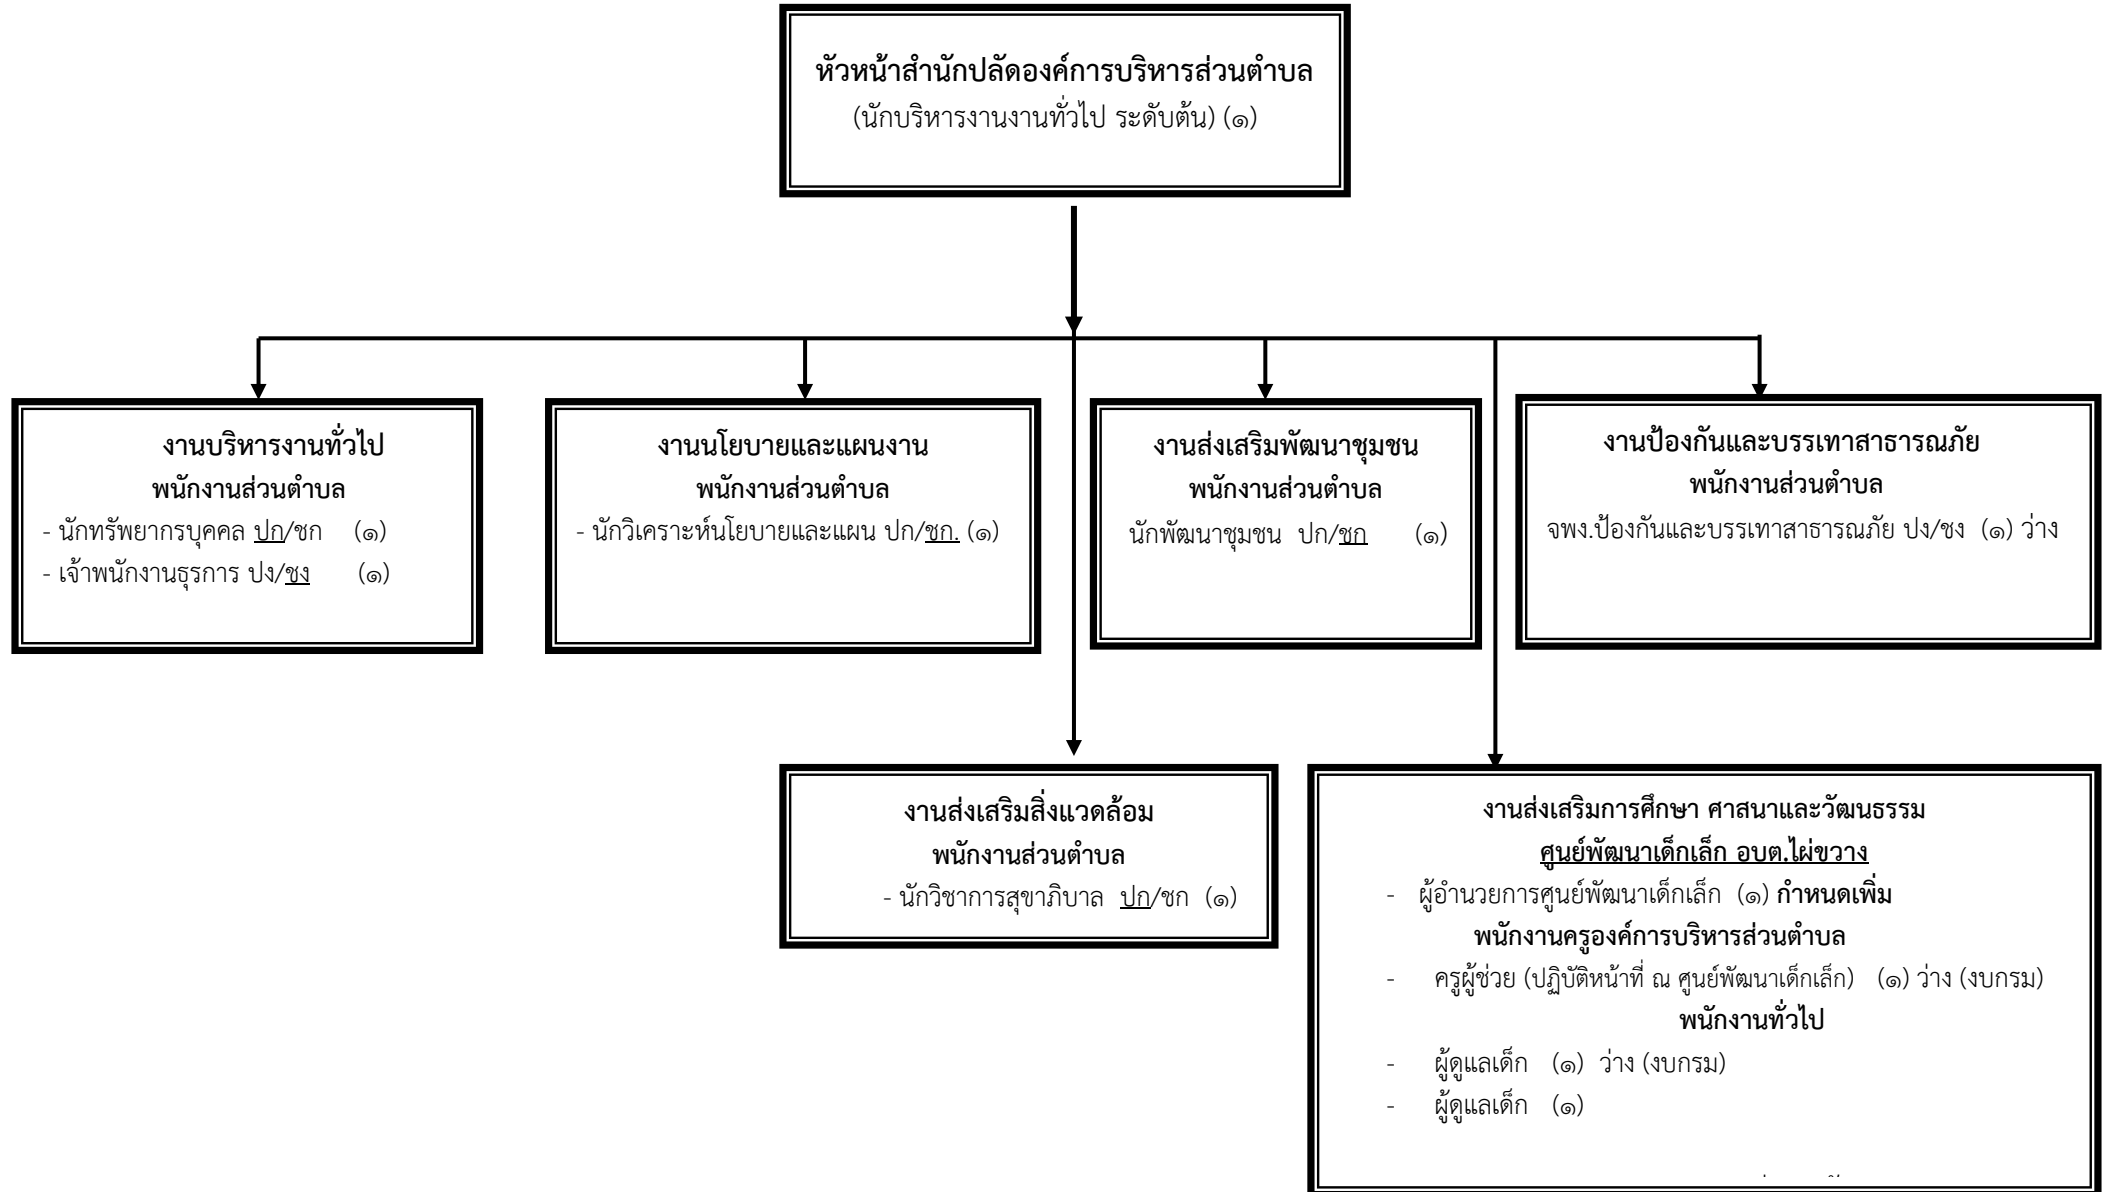 หัวหน้าสำนักปลัดองค์การบริหารส่วนตำบล
(นักบริหารงานงานทั่วไป ระดับต้น) (๑)
งานบริหารงานทั่วไป
พนักงานส่วนตำบล
- นักทรัพยากรบุคคล ปก/ชก (๑)
- เจ้าพนักงานธุรการ ปง/ชง (๑)
งานนโยบายและแผนงาน
พนักงานส่วนตำบล
- นักวิเคราะห์นโยบายและแผน ปก/ชก. (๑)
งานส่งเสริมพัฒนาชุมชน
พนักงานส่วนตำบล
นักพัฒนาชุมชน ปก/ชก (๑)
งานป้องกันและบรรเทาสาธารณภัย
พนักงานส่วนตำบล
จพง.ป้องกันและบรรเทาสาธารณภัย ปง/ชง (๑) ว่าง
งานส่งเสริมสิ่งแวดล้อม
พนักงานส่วนตำบล
- นักวิชาการสุขาภิบาล ปก/ชก (๑)
งานส่งเสริมการศึกษา ศาสนาและวัฒนธรรม
ศูนย์พัฒนาเด็กเล็ก อบต.ไผ่ขวาง
- ผู้อำนวยการศูนย์พัฒนาเด็กเล็ก (๑) กำหนดเพิ่ม
พนักงานครูองค์การบริหารส่วนตำบล
- ครูผู้ช่วย (ปฏิบัติหน้าที่ ณ ศูนย์พัฒนาเด็กเล็ก) (๑) ว่าง (งบกรม)
พนักงานทั่วไป
- ผู้ดูแลเด็ก (๑) ว่าง (งบกรม)
- ผู้ดูแลเด็ก (๑)